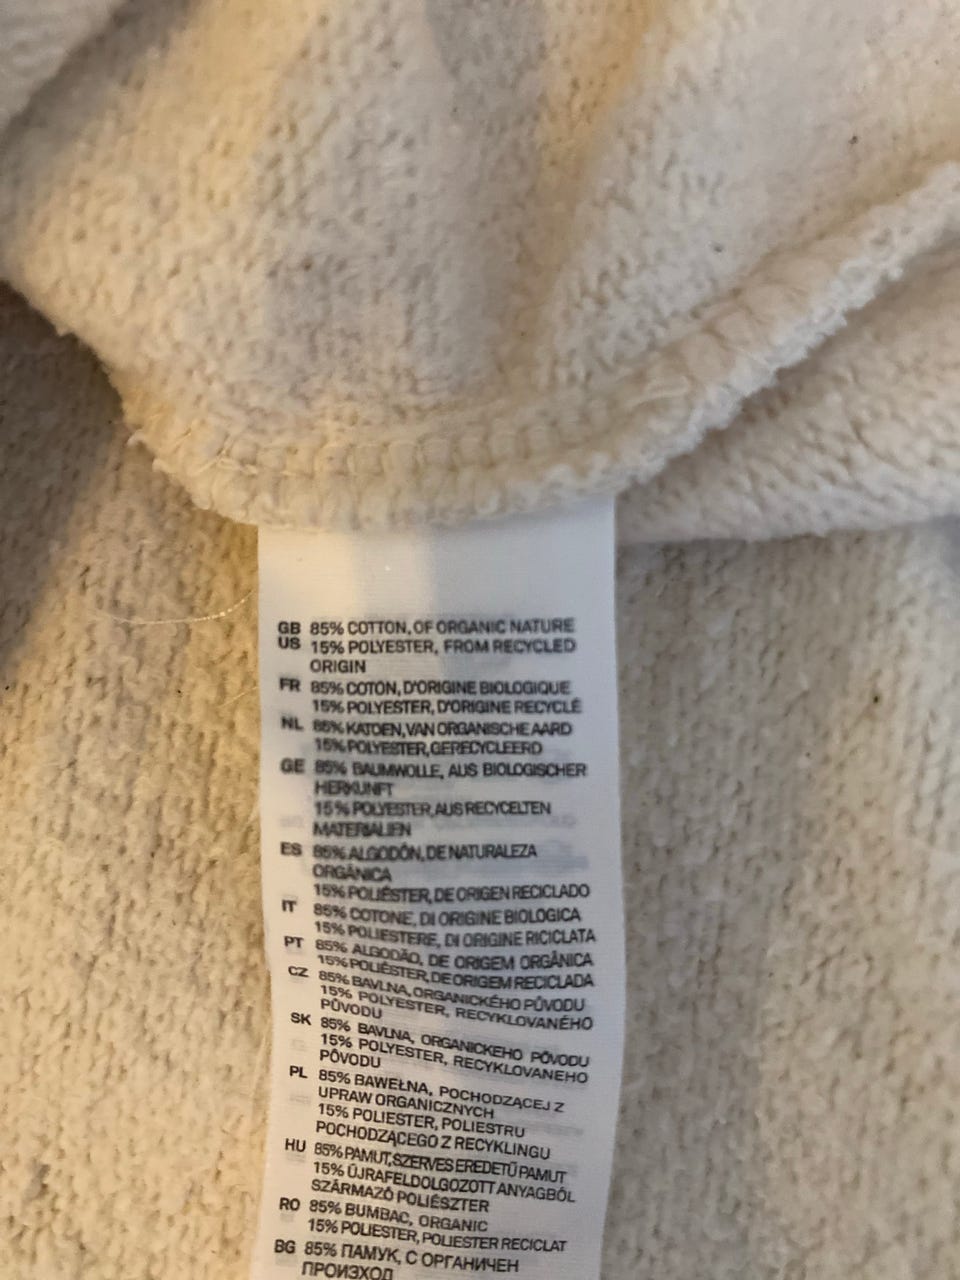 GB 85% COTTON, OF ORGANIC NATURE
US 15% POLYESTER, FROM RECYCLED
ORIGIN
FR 85% COTON, D'ORIGINE BIOLOGIQUE
15% POLYESTER, D'ORIGINE RECYCLÉ
NL 85% KATOEN, VAN ORGANISCHE AARD
15% POLYESTER, GERECYCLEERD
GE 85% BAUMWOLLE, AUS BIOLOGISCHER
HERKUNFT
15% POLYESTER, AUS RECYCELTEN
MATERIALIEN
ES 85% ALGODÓN, DE NATURALEZA
ORGÁNICA
15% POLIÉSTER, DE ORIGEN RECICLADO
IT 85% COTONE, DI ORIGINE BIOLOGICA
15% POLIESTERE, DI ORIGINE RICICLATA
PT 85% ALGODÃO, DE ORIGEM ORGÂNICA
15% POLIÉSTER, DE ORIGEM RECICLADA
CZ 85% BAVLNA, ORGANICKÉHO PŮVODU
15% POLYESTER, RECYKLOVANÉHO
PŮVODU
SK 85% BAVLNA, ORGANICKEHO PÔVODU
15% POLYESTER, RECYKLOVANEHO
PÔVODU
PL 85% BAWEŁNA, POCHODZĄCEJ Z
UPRAW ORGANICZNYCH
15% POLIESTER, POLIESTRU
POCHODZĄCEGO Z RECYKLINGU
HU 85% PAMUT, SZERVES EREDETŰ PAMUT
15% ÚJRAFELDOLGOZOTT ANYAGBÓL
SZÁRMAZÓ POLIÉSZTER
RO 85% BUMBAC, ORGANIC
15% POLIESTER, POLIESTER RECICLAT
BG 85% ПАМУК, С ОРГАНИЧЕН
ПРОИЗХОД